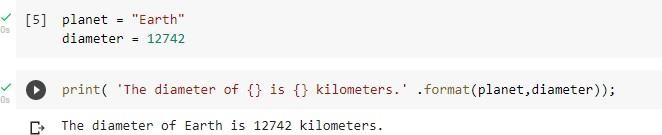 [5] planet = "Earth"
diameter = 12742
0s
print( 'The diameter of {} is {} kilometers.' .format(planet,diameter));
0s
The diameter of Earth is 12742 kilometers.